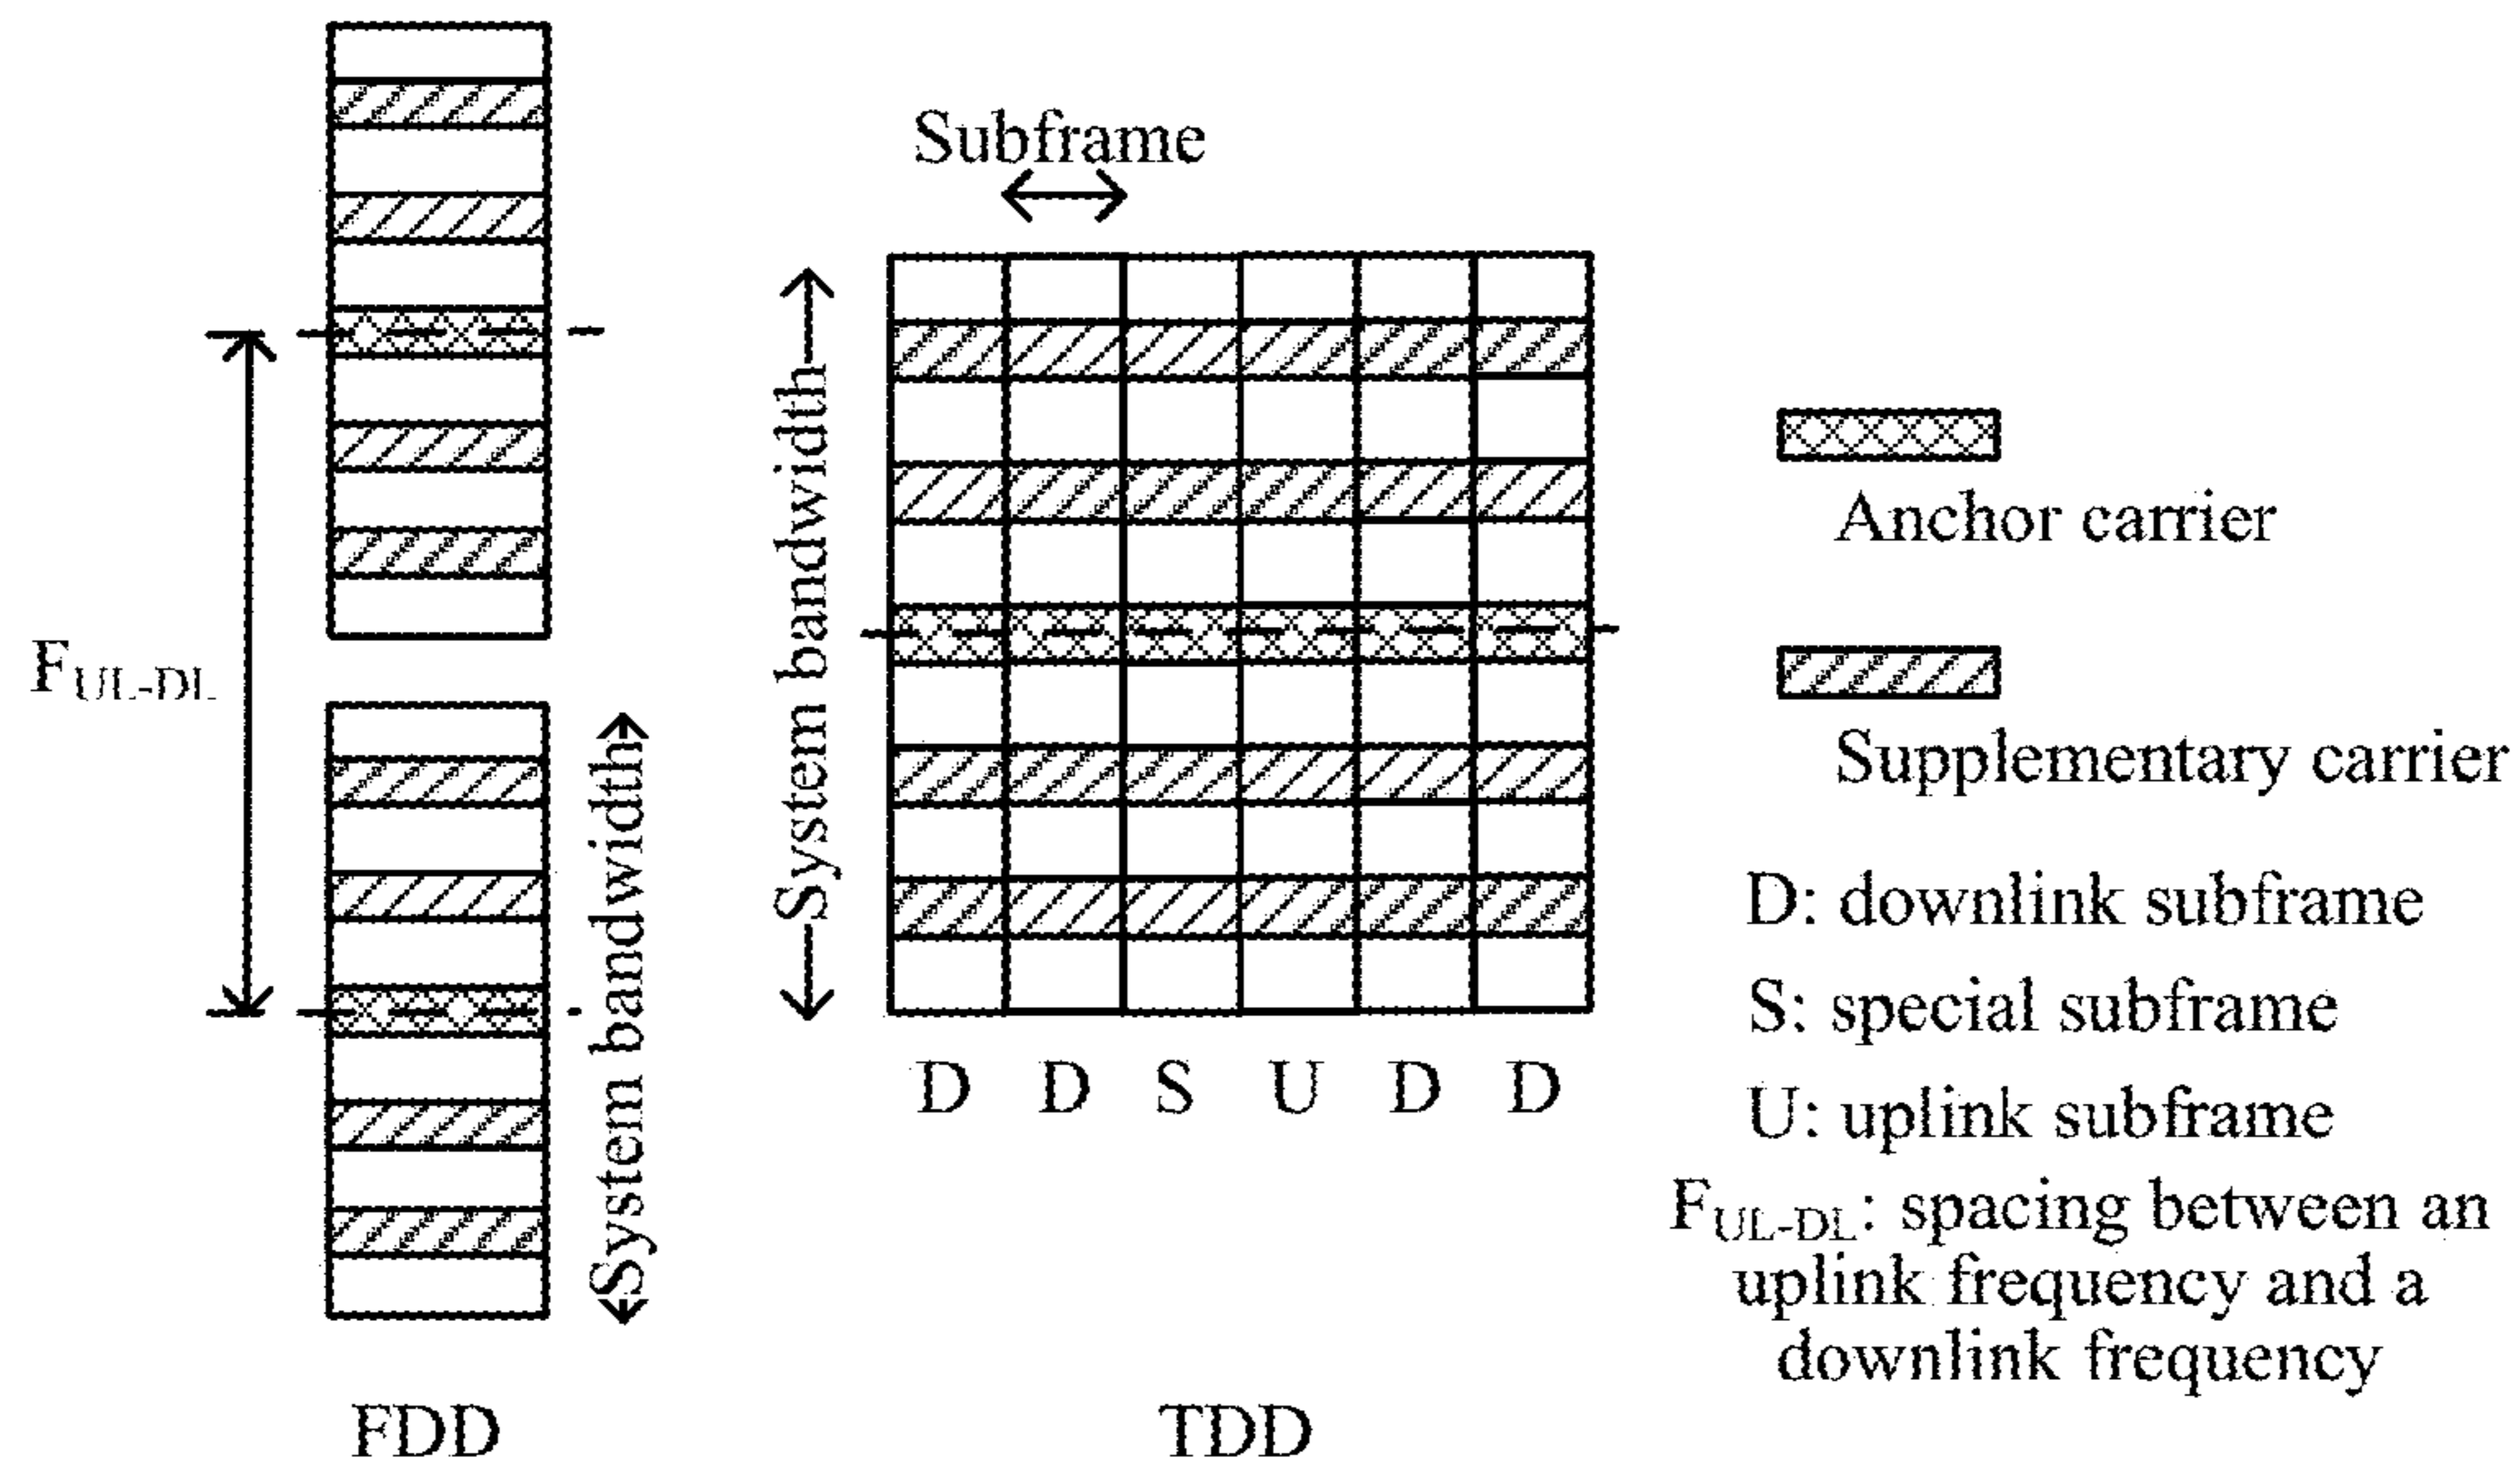 Subframe
System bandwidth
F_UL-DL
System bandwidth
D D S U D D
FDD
TDD
Anchor carrier
Supplementary carrier
D: downlink subframe
S: special subframe
U: uplink subframe
F_UL-DL: spacing between an
uplink frequency and a
downlink frequency